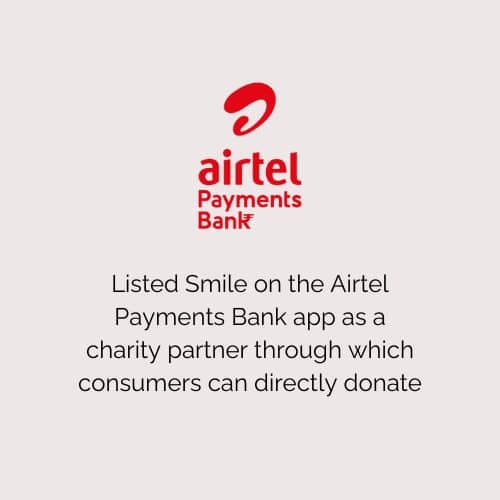 airtel
Payments
Bank
Listed Smile on the Airtel
Payments Bank app as a
charity partner through which
consumers can directly donate